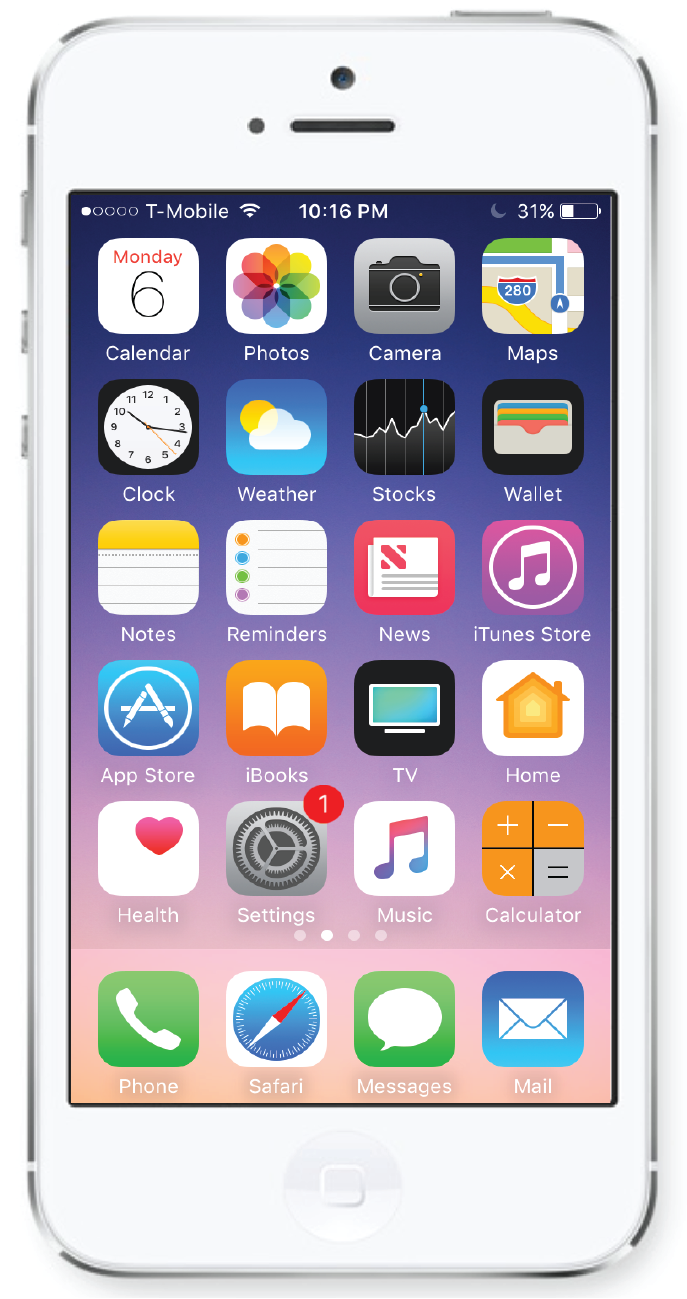 T-Mobile 10:16 PM 31%
Monday
6
280
Calendar Photos Camera Maps
12
11 1
10 2
9 3
8 4
7 5
6
Clock Weather Stocks Wallet
Notes Reminders News iTunes Store
App Store iBooks TV Home
1
Health Settings Music Calculator
Phone Safari Messages Mail